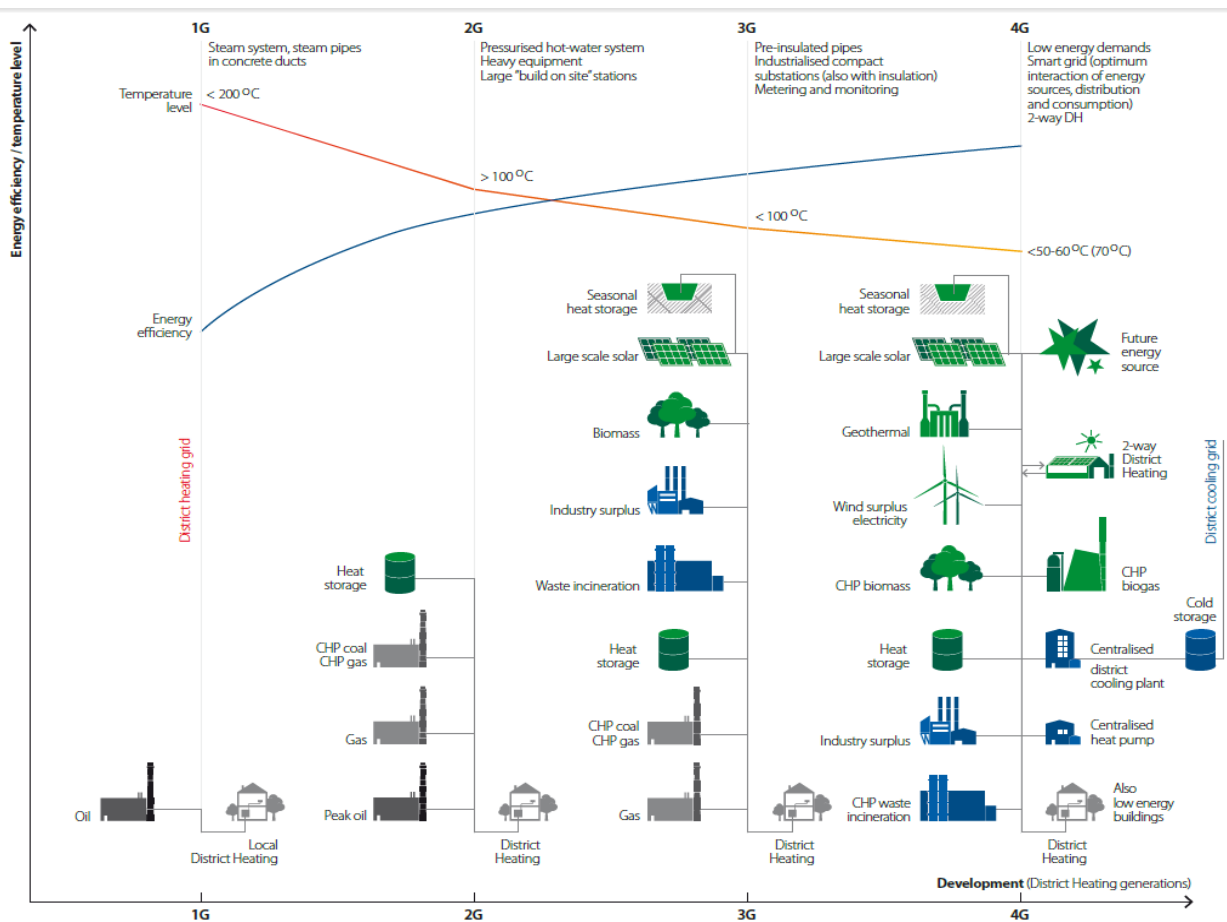 1G
2G
3G
4G
Steam system, steam pipes
in concrete ducts
Pressurised hot-water system
Heavy equipment
Large "build on site" stations
Pre-insulated pipes
Industrialised compact
substations (also with insulation)
Metering and monitoring
Low energy demands
Smart grid (optimum
interaction of energy
sources, distribution
and consumption)
2-way DH
Energy efficiency / temperature level
Temperature
level
< 200 °C
> 100 °C
< 100 °C
<50-60°C (70°C)
Energy
efficiency
District heating grid
Oil
Local
District Heating
Heat
storage
CHP coal
CHP gas
Gas
Peak oil
District
Heating
Seasonal
heat storage
Large scale solar
Biomass
Industry surplus
Waste incineration
Heat
storage
CHP coal
CHP gas
Gas
District
Heating
Seasonal
heat storage
Large scale solar
Geothermal
Wind surplus
electricity
CHP biomass
Heat
storage
Industry surplus
CHP waste
incineration
Future
energy
source
2-way
District
Heating
CHP
biogas
Cold
storage
Centralised
district
cooling plant
Centralised
heat pump
Also
low energy
buildings
District
Heating
District cooling grid
Development (District Heating generations)
1G
2G
3G
4G